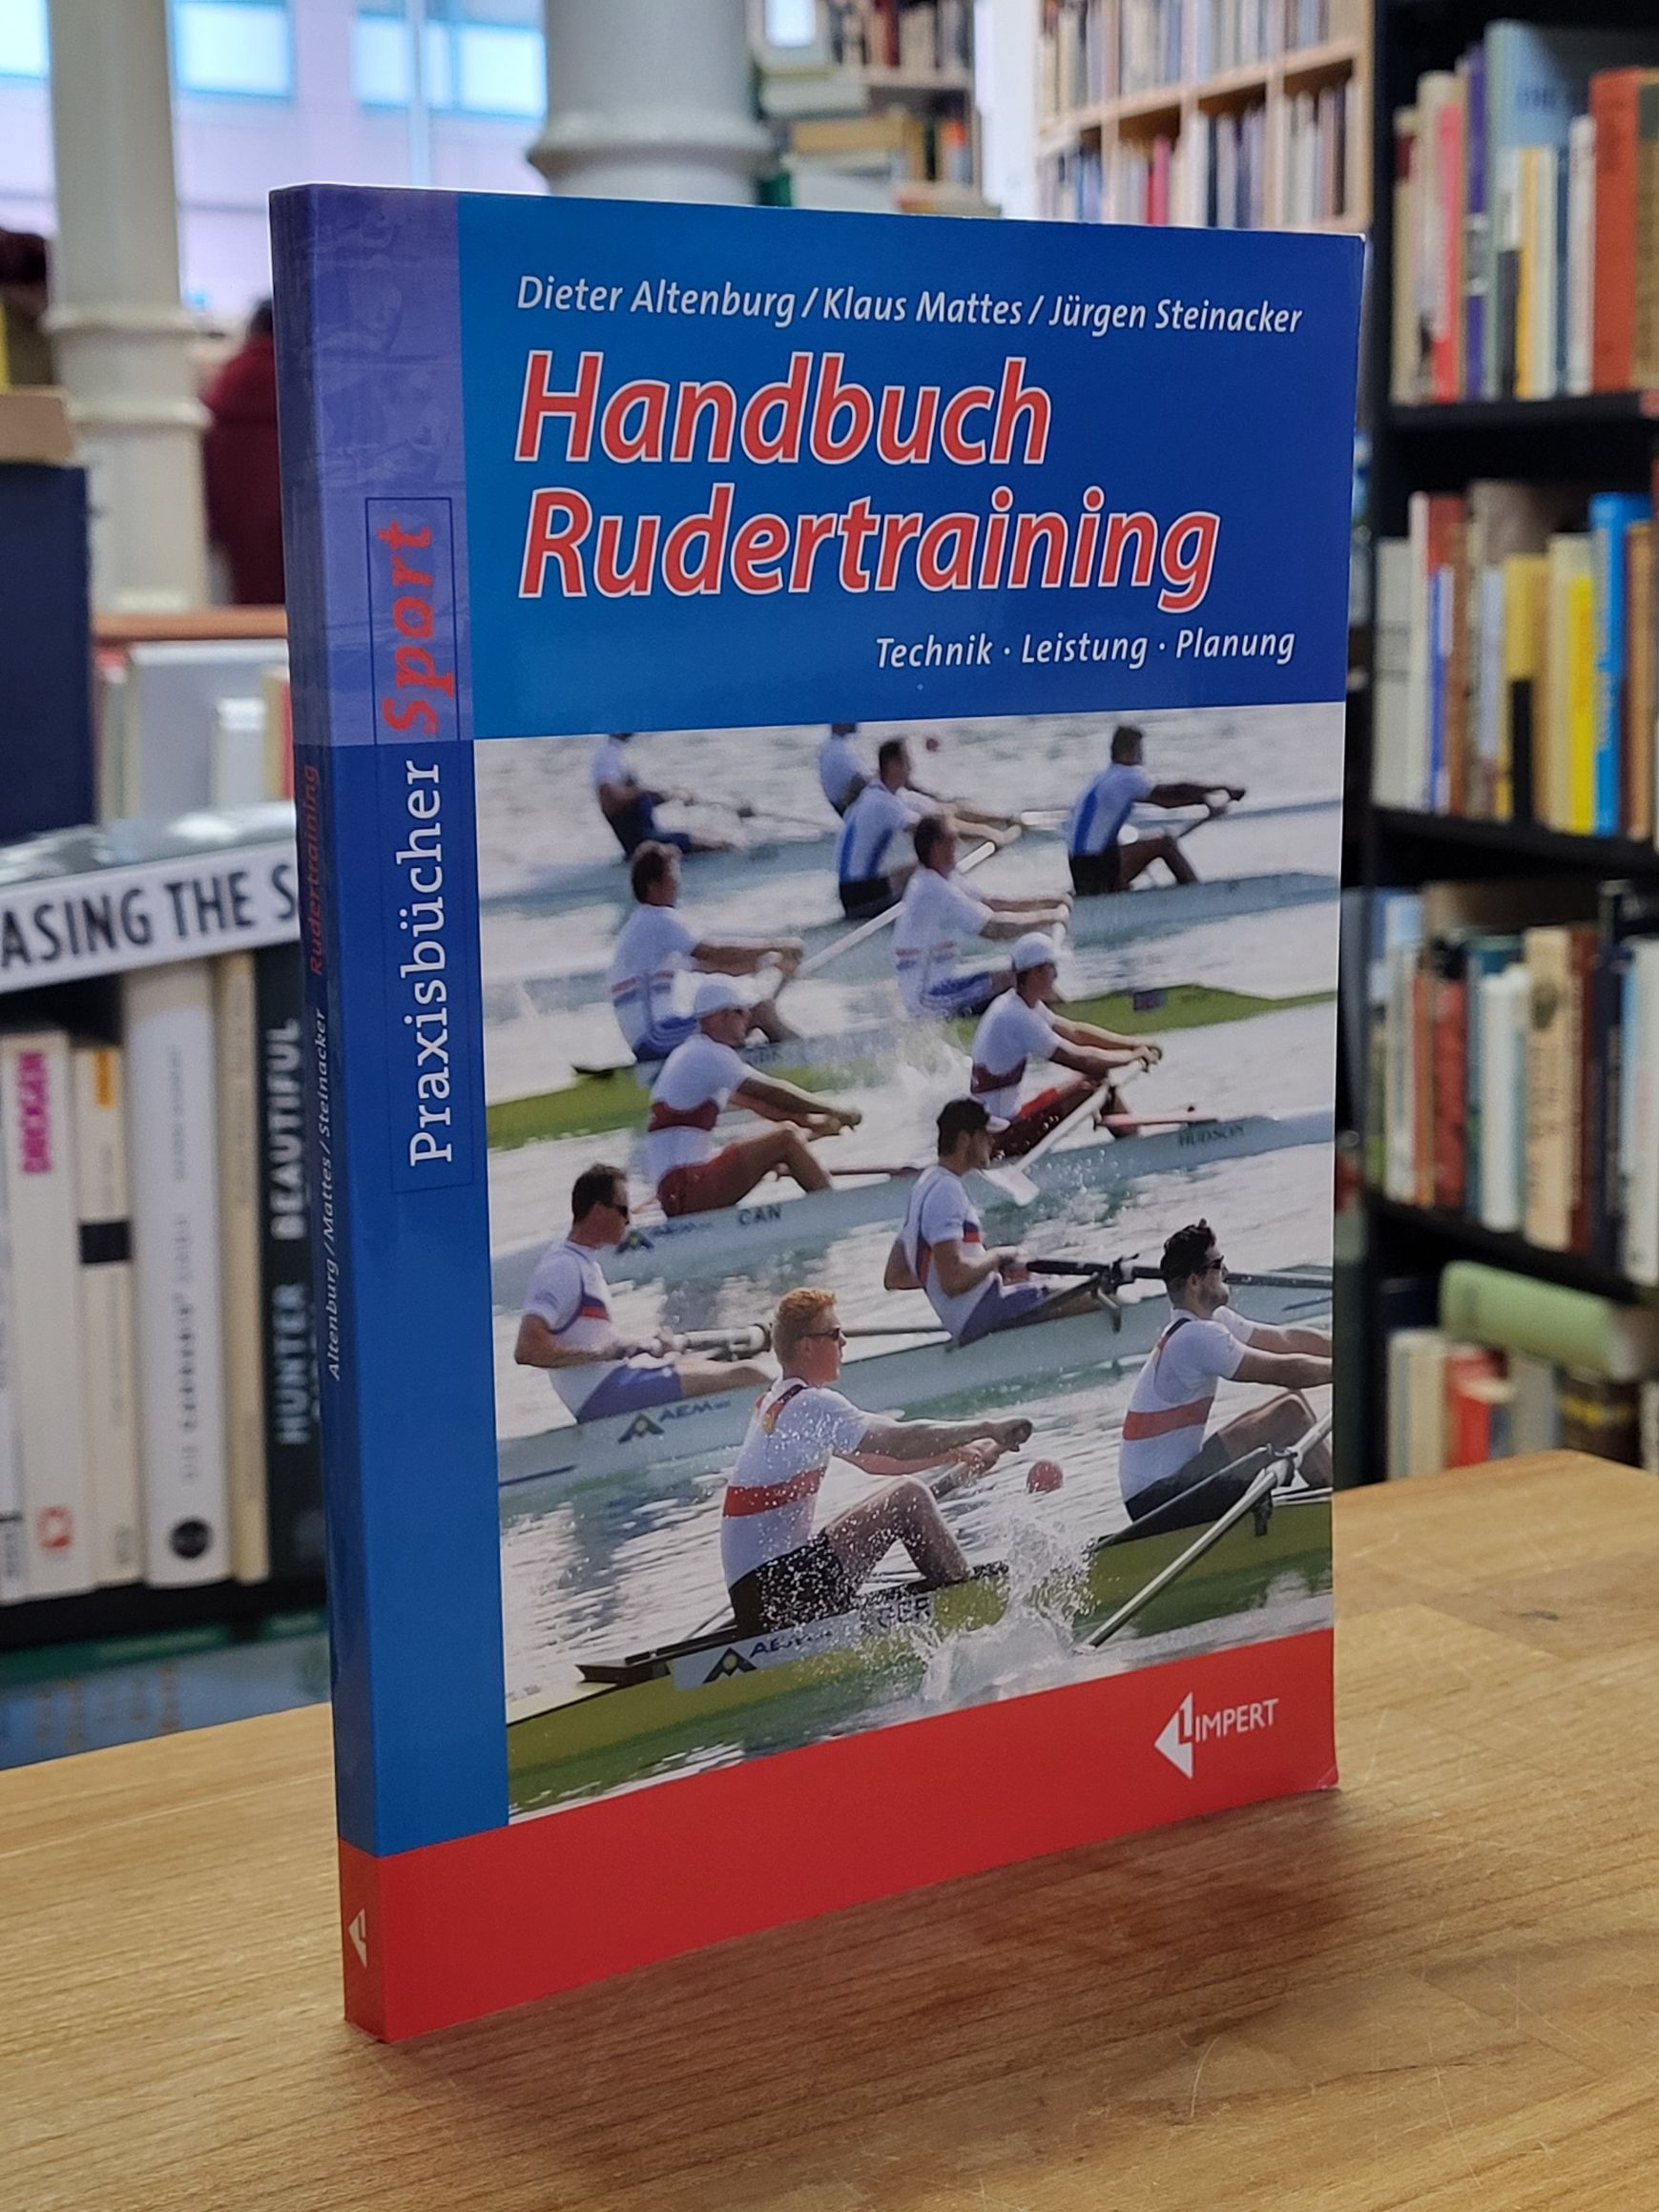 Dieter Altenburg / Klaus Mattes / Jürgen Steinacker
Handbuch
Rudertraining
Technik · Leistung · Planung
Praxisbücher Sport
Altenburg / Mattes / Steinacker Rudertraining
HUDSON
CAN
AEM
GER
LIMPERT
ASING THE S
HUNTER BEAUTIFUL